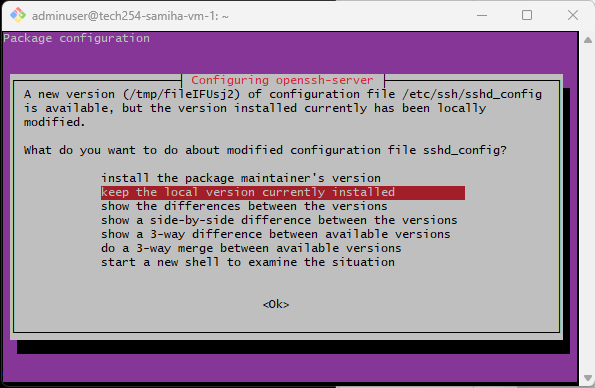 adminuser@tech254-samiha-vm-1: ~
Package configuration
Configuring openssh-server
A new version (/tmp/fileIFUsj2) of configuration file /etc/ssh/sshd_config
is available, but the version installed currently has been locally
modified.
What do you want to do about modified configuration file sshd_config?
install the package maintainer's version
keep the local version currently installed
show the differences between the versions
show a side-by-side difference between the versions
show a 3-way difference between available versions
do a 3-way merge between available versions
start a new shell to examine the situation
<Ok>